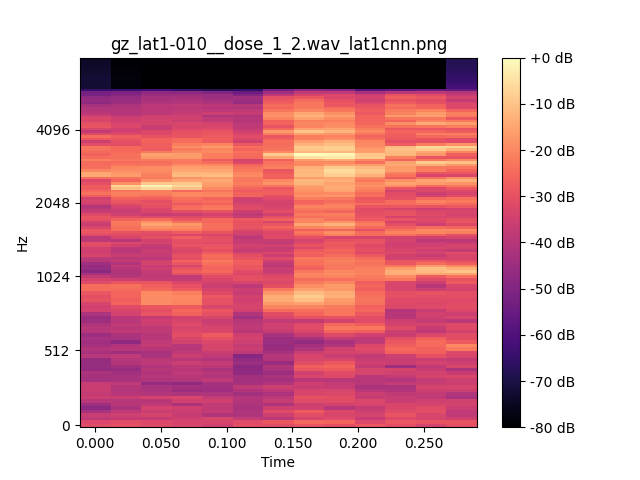 gz_lat1-010__dose_1_2.wav_lat1cnn.png
Hz
4096
2048
1024
512
0
0.000 0.050 0.100 0.150 0.200 0.250
Time
+0 dB
-10 dB
-20 dB
-30 dB
-40 dB
-50 dB
-60 dB
-70 dB
-80 dB